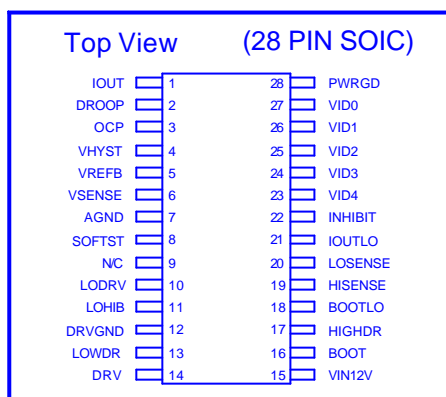 Top View (28 PIN SOIC)
IOUT 1 28 PWRGD
DROOP 2 27 VID0
OCP 3 26 VID1
VHYST 4 25 VID2
VREFB 5 24 VID3
VSENSE 6 23 VID4
AGND 7 22 INHIBIT
SOFTST 8 21 IOUTLO
N/C 9 20 LOSENSE
LODRV 10 19 HISENSE
LOHIB 11 18 BOOTLO
DRVGND 12 17 HIGHDR
LOWDR 13 16 BOOT
DRV 14 15 VIN12V